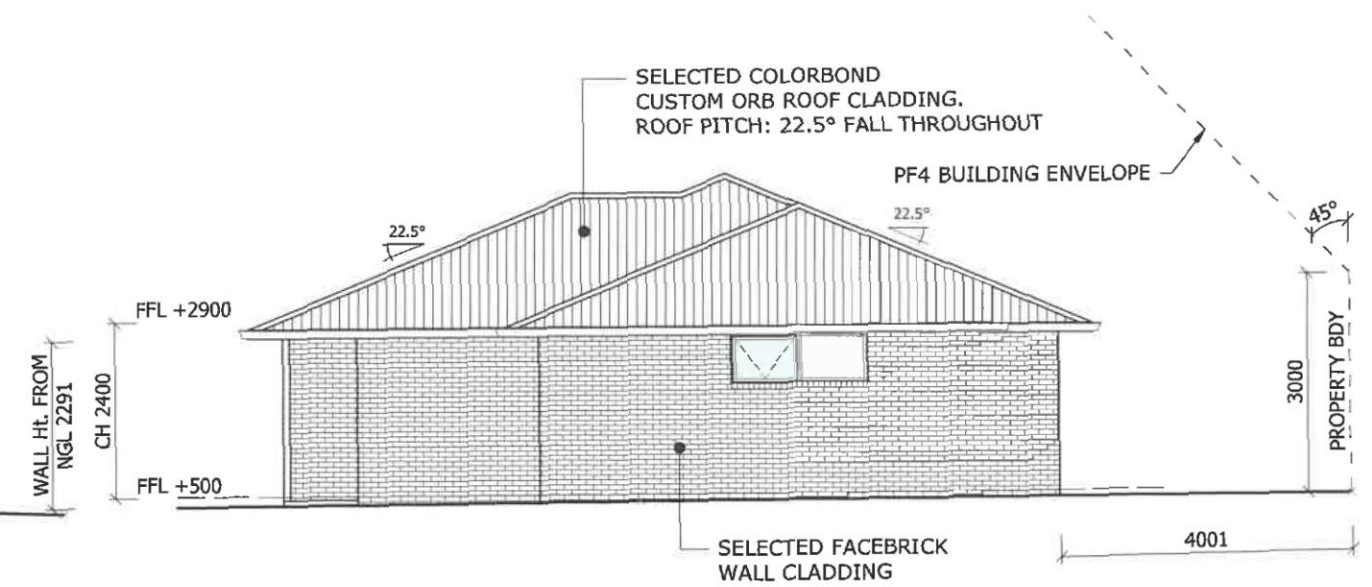 SELECTED COLORBOND
CUSTOM ORB ROOF CLADDING.
ROOF PITCH: 22.5° FALL THROUGHOUT
PF4 BUILDING ENVELOPE
45°
22.5°
22.5°
FFL +2900
WALL Ht. FROM
NGL 2291
CH 2400
3000
PROPERTY BDY
FFL +500
4001
SELECTED FACEBRICK
WALL CLADDING